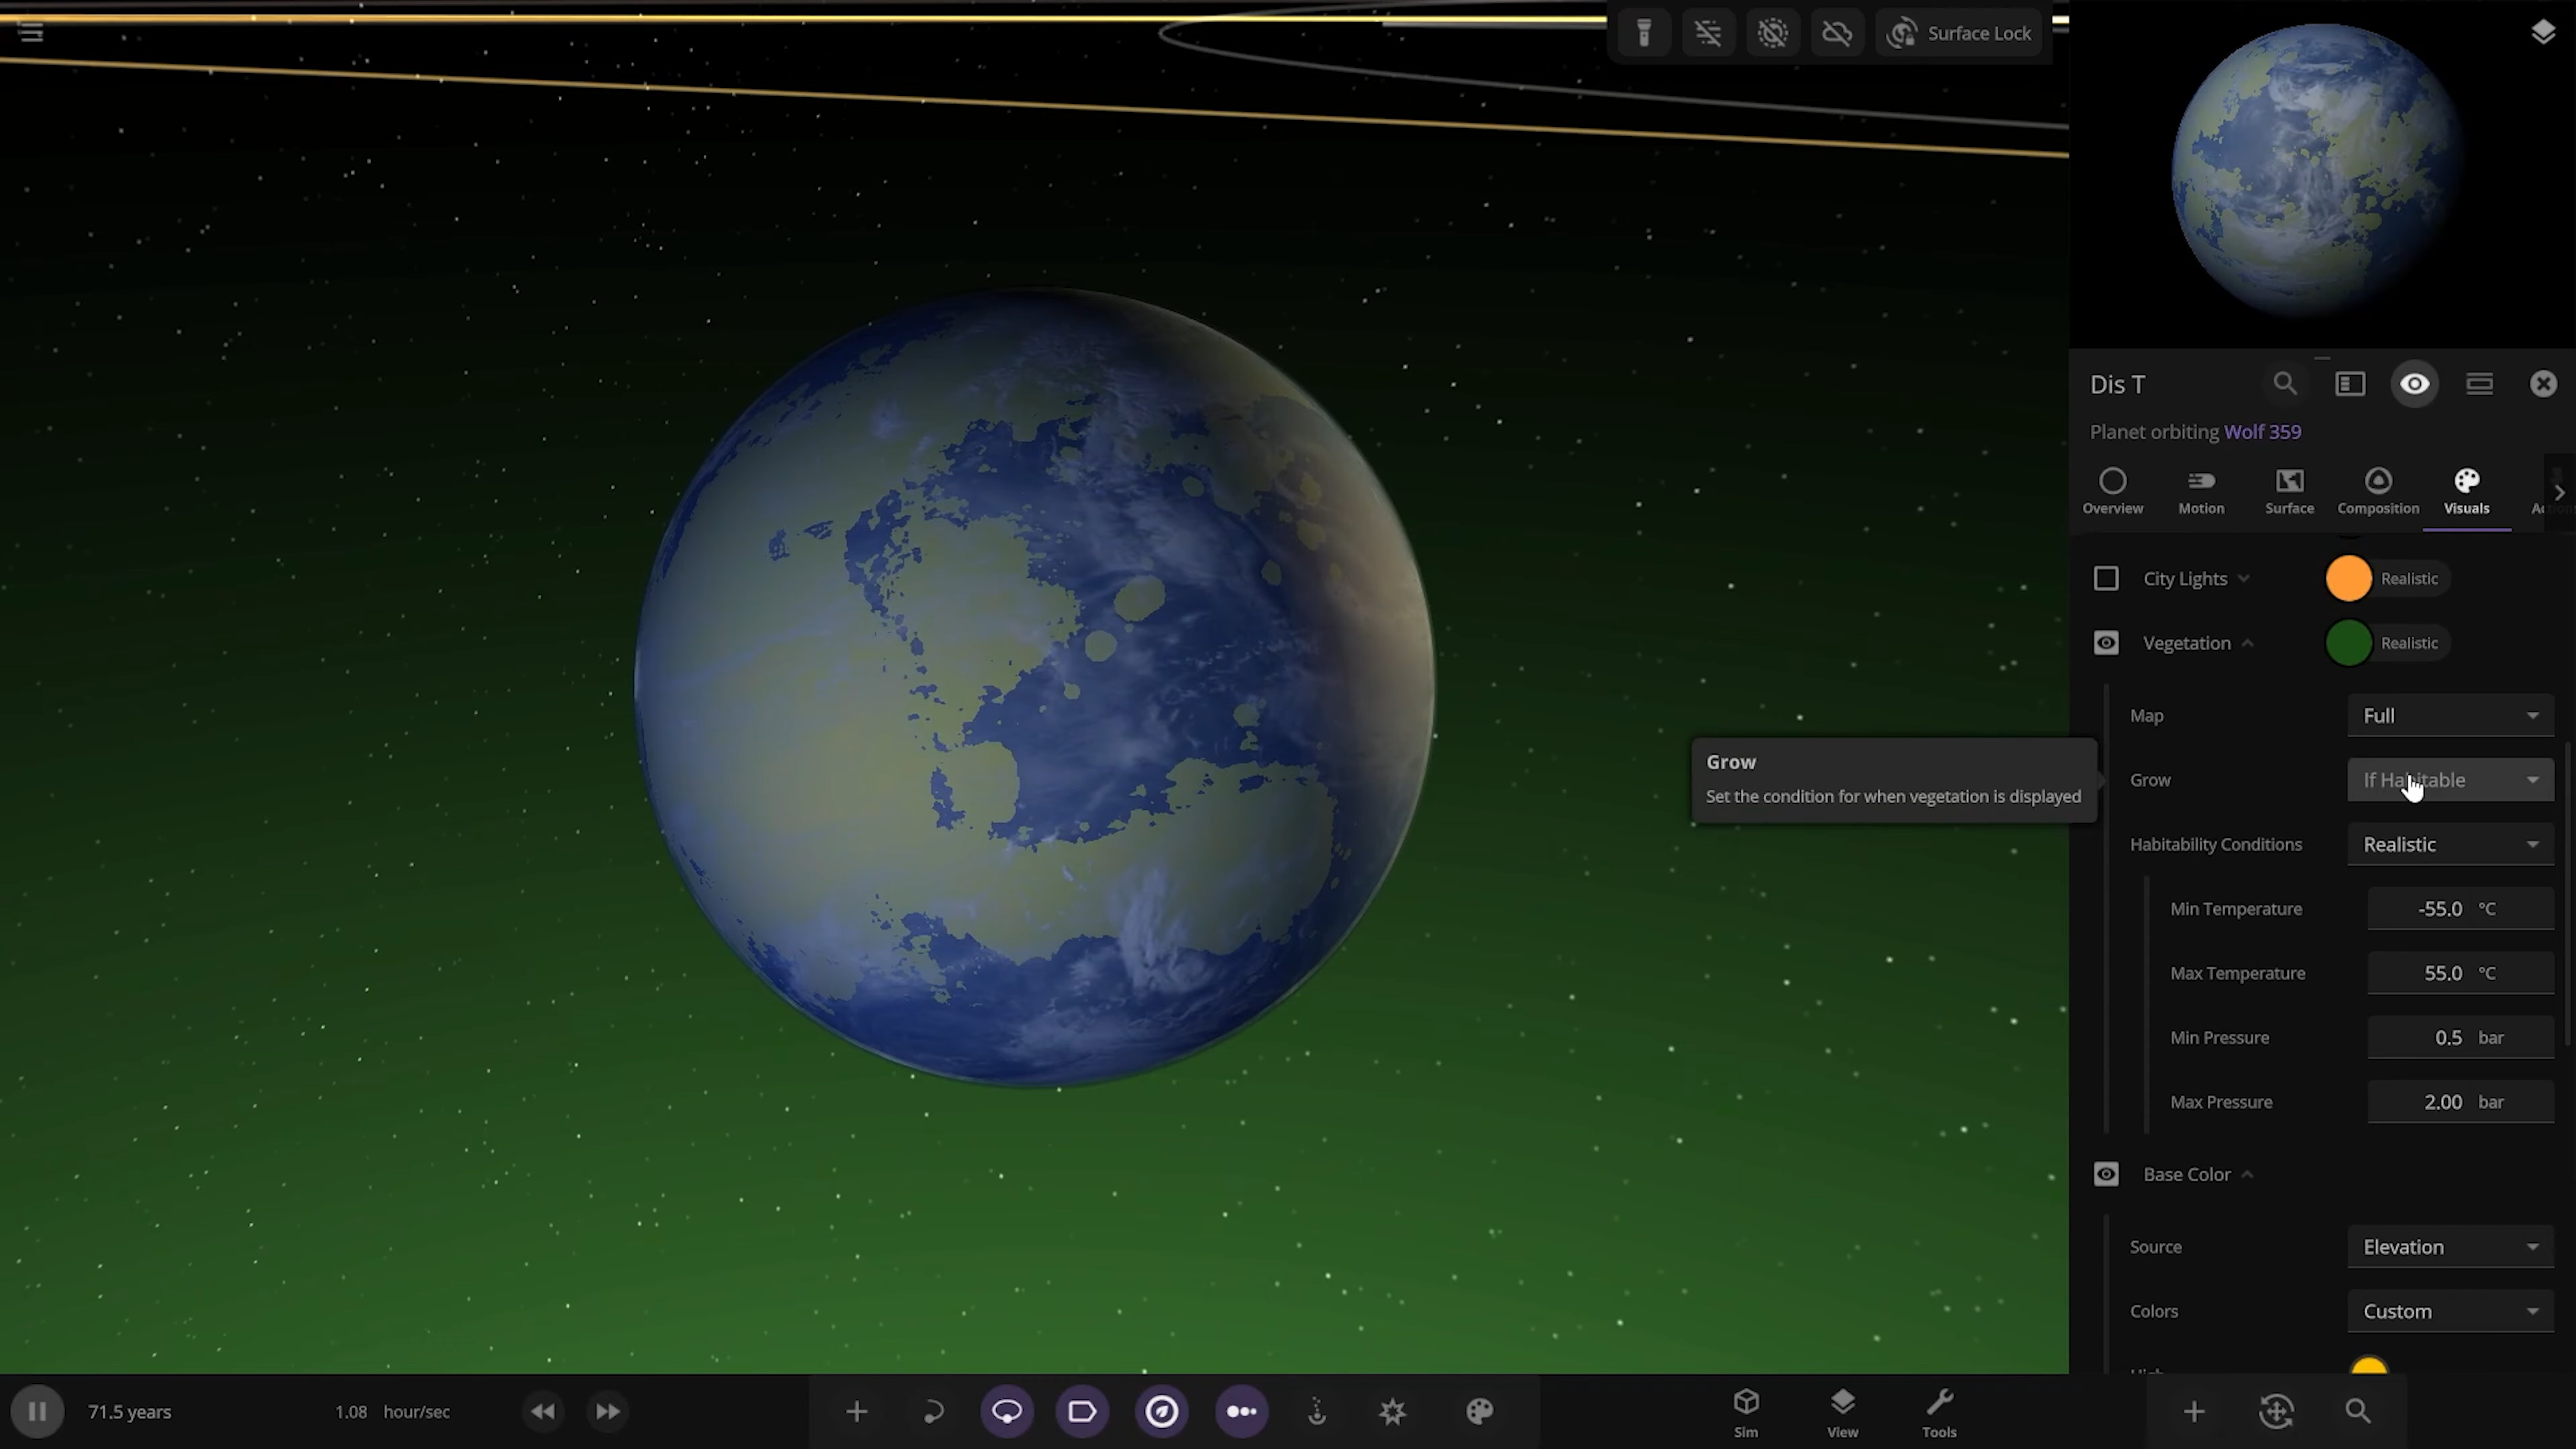 Surface Lock
Dis T
Planet orbiting Wolf 359
Overview
Motion
Surface
Composition
Visuals
City Lights
Realistic
Vegetation
Realistic
Map
Full
Grow
Set the condition for when vegetation is displayed
Grow
If Habitable
Habitability Conditions
Realistic
Min Temperature
-55.0 °C
Max Temperature
55.0 °C
Min Pressure
0.5 bar
Max Pressure
2.00 bar
Base Color
Source
Elevation
Colors
Custom
71.5 years
1.08 hour/sec
Sim
View
Tools